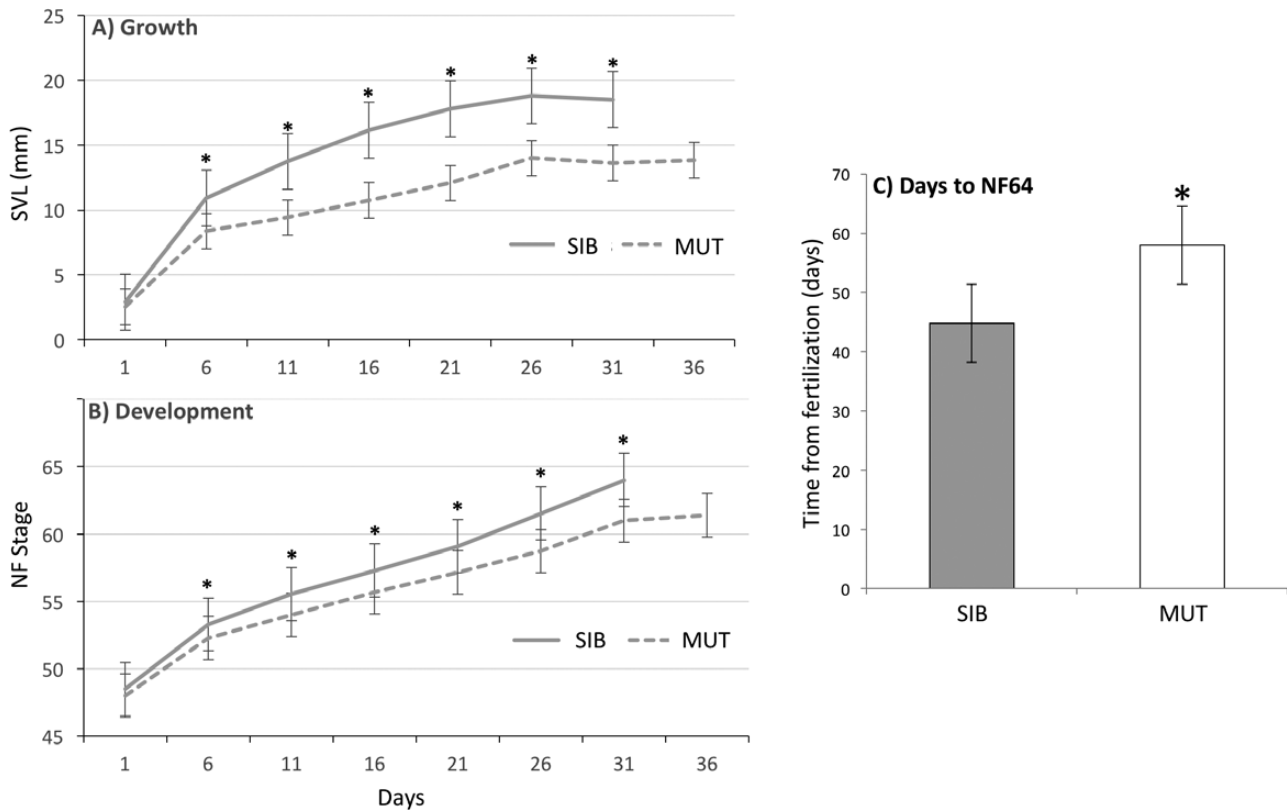 A) Growth
SVL (mm)
25
20
15
10
5
0
* * * * * *
SIB MUT
1 6 11 16 21 26 31 36
B) Development
NF Stage
65
60
55
50
45
* * * * * *
SIB MUT
1 6 11 16 21 26 31 36
Days
C) Days to NF64
Time from fertilization (days)
70
60
50
40
30
20
10
0
*
SIB MUT